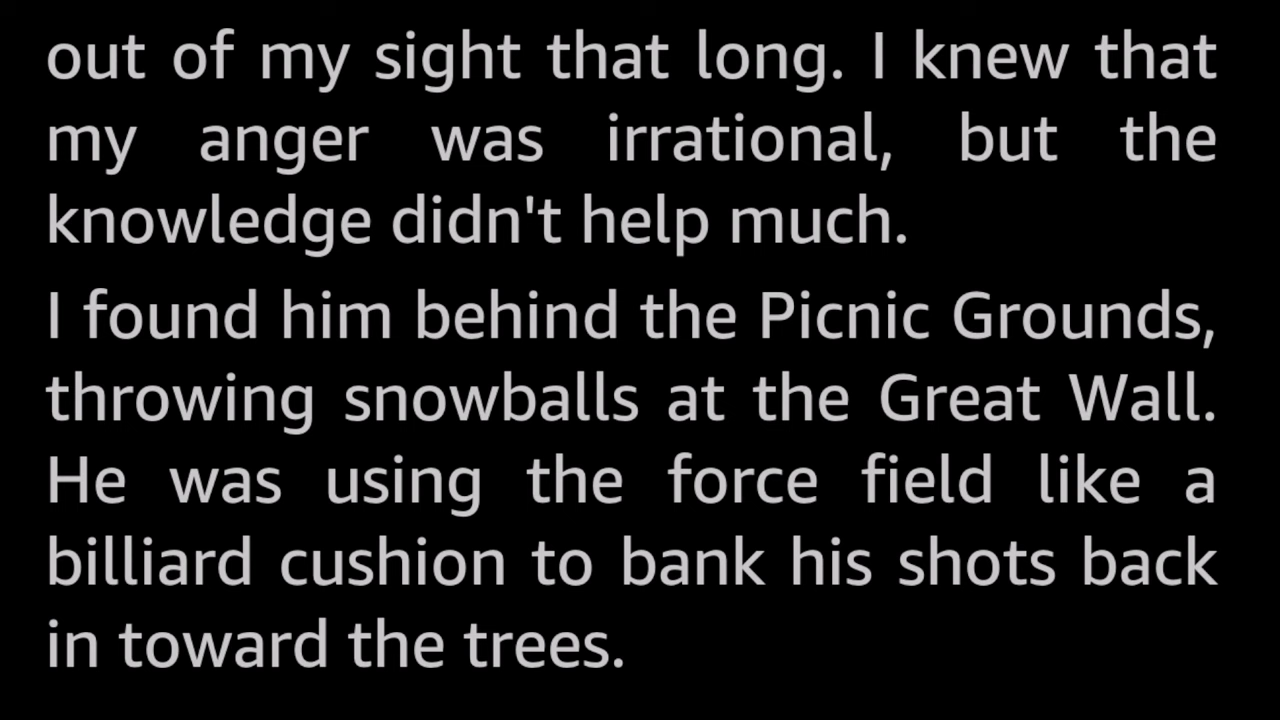 out of my sight that long. I knew that
my anger was irrational, but the
knowledge didn't help much.
I found him behind the Picnic Grounds,
throwing snowballs at the Great Wall.
He was using the force field like a
billiard cushion to bank his shots back
in toward the trees.